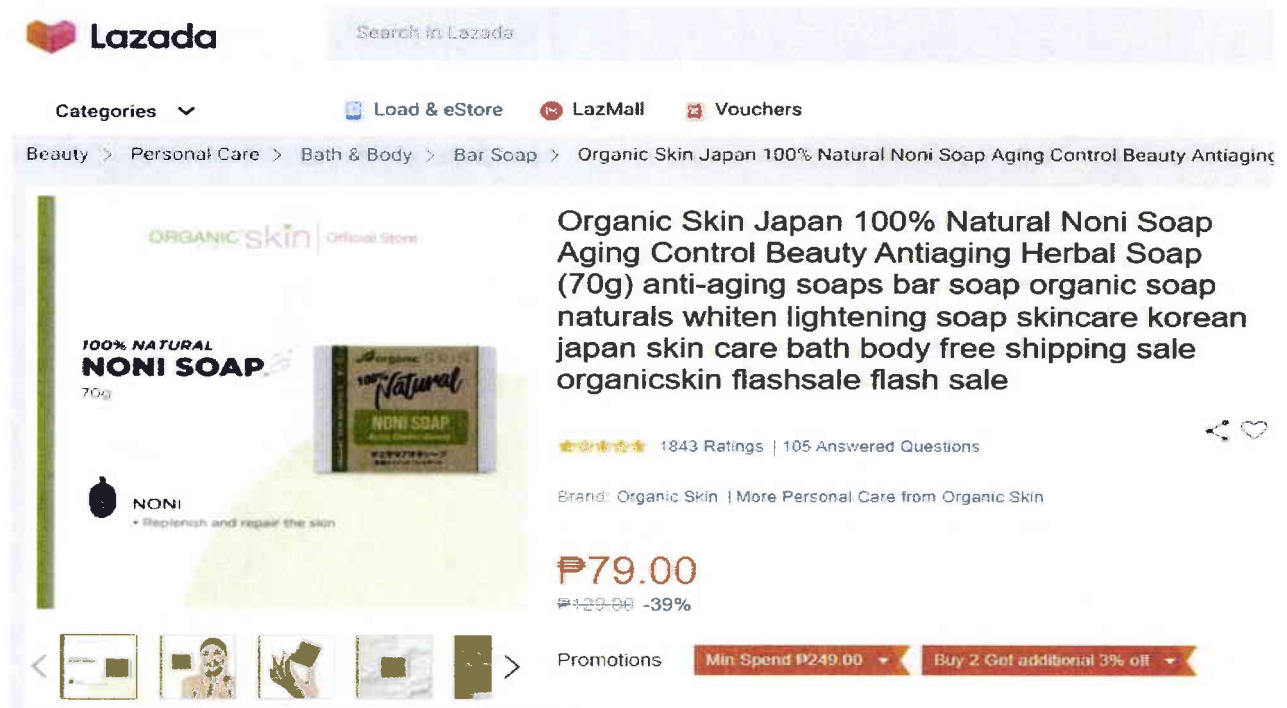 Lazada
Search in Lazada
Categories
Load & eStore
LazMall
Vouchers
Beauty > Personal Care > Bath & Body > Bar Soap > Organic Skin Japan 100% Natural Noni Soap Aging Control Beauty Antiaging
ORGANIC skin | Official Store
100% NATURAL
NONI SOAP
70g
organic SKIN
100% Natural
NONI SOAP
NONI
• Replenish and repair the skin
Organic Skin Japan 100% Natural Noni Soap
Aging Control Beauty Antiaging Herbal Soap
(70g) anti-aging soaps bar soap organic soap
naturals whiten lightening soap skincare korean
japan skin care bath body free shipping sale
organicskin flashsale flash sale
1843 Ratings | 105 Answered Questions
Brand: Organic Skin | More Personal Care from Organic Skin
₱79.00
₱129.00 -39%
Promotions
Min Spend ₱249.00
Buy 2 Get additional 3% off